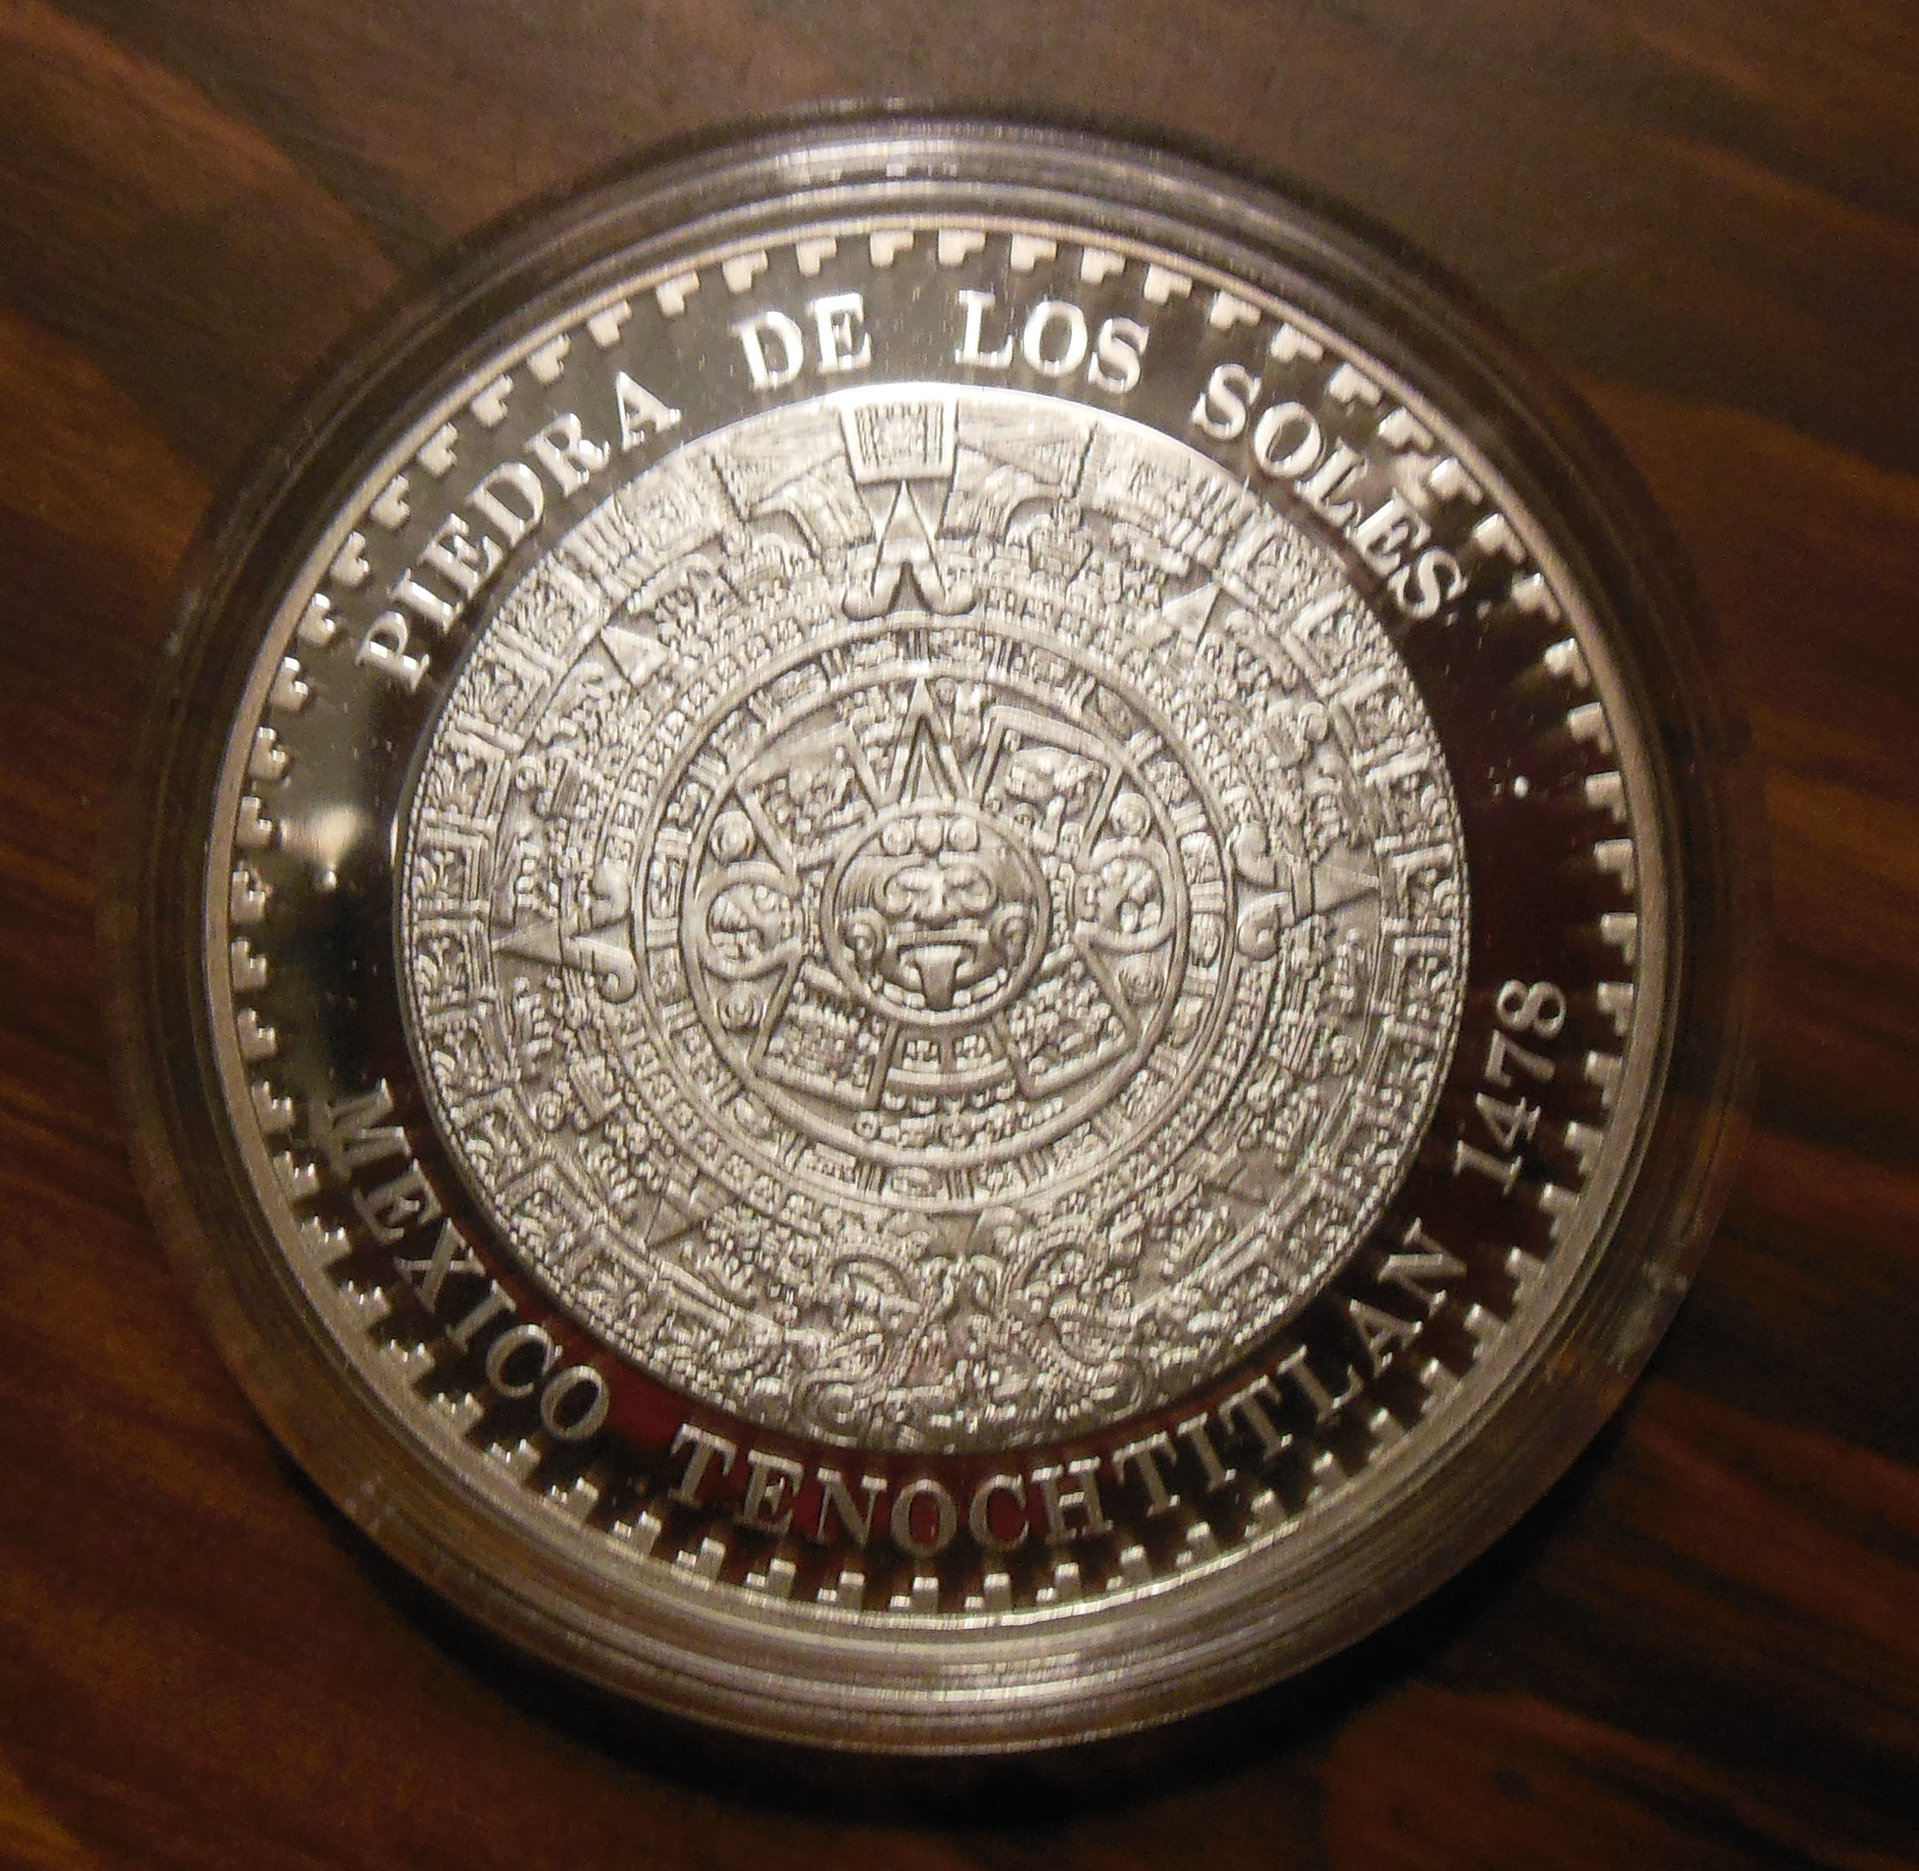 PIEDRA DE LOS SOLES
MEXICO TENOCHTITLAN 1478